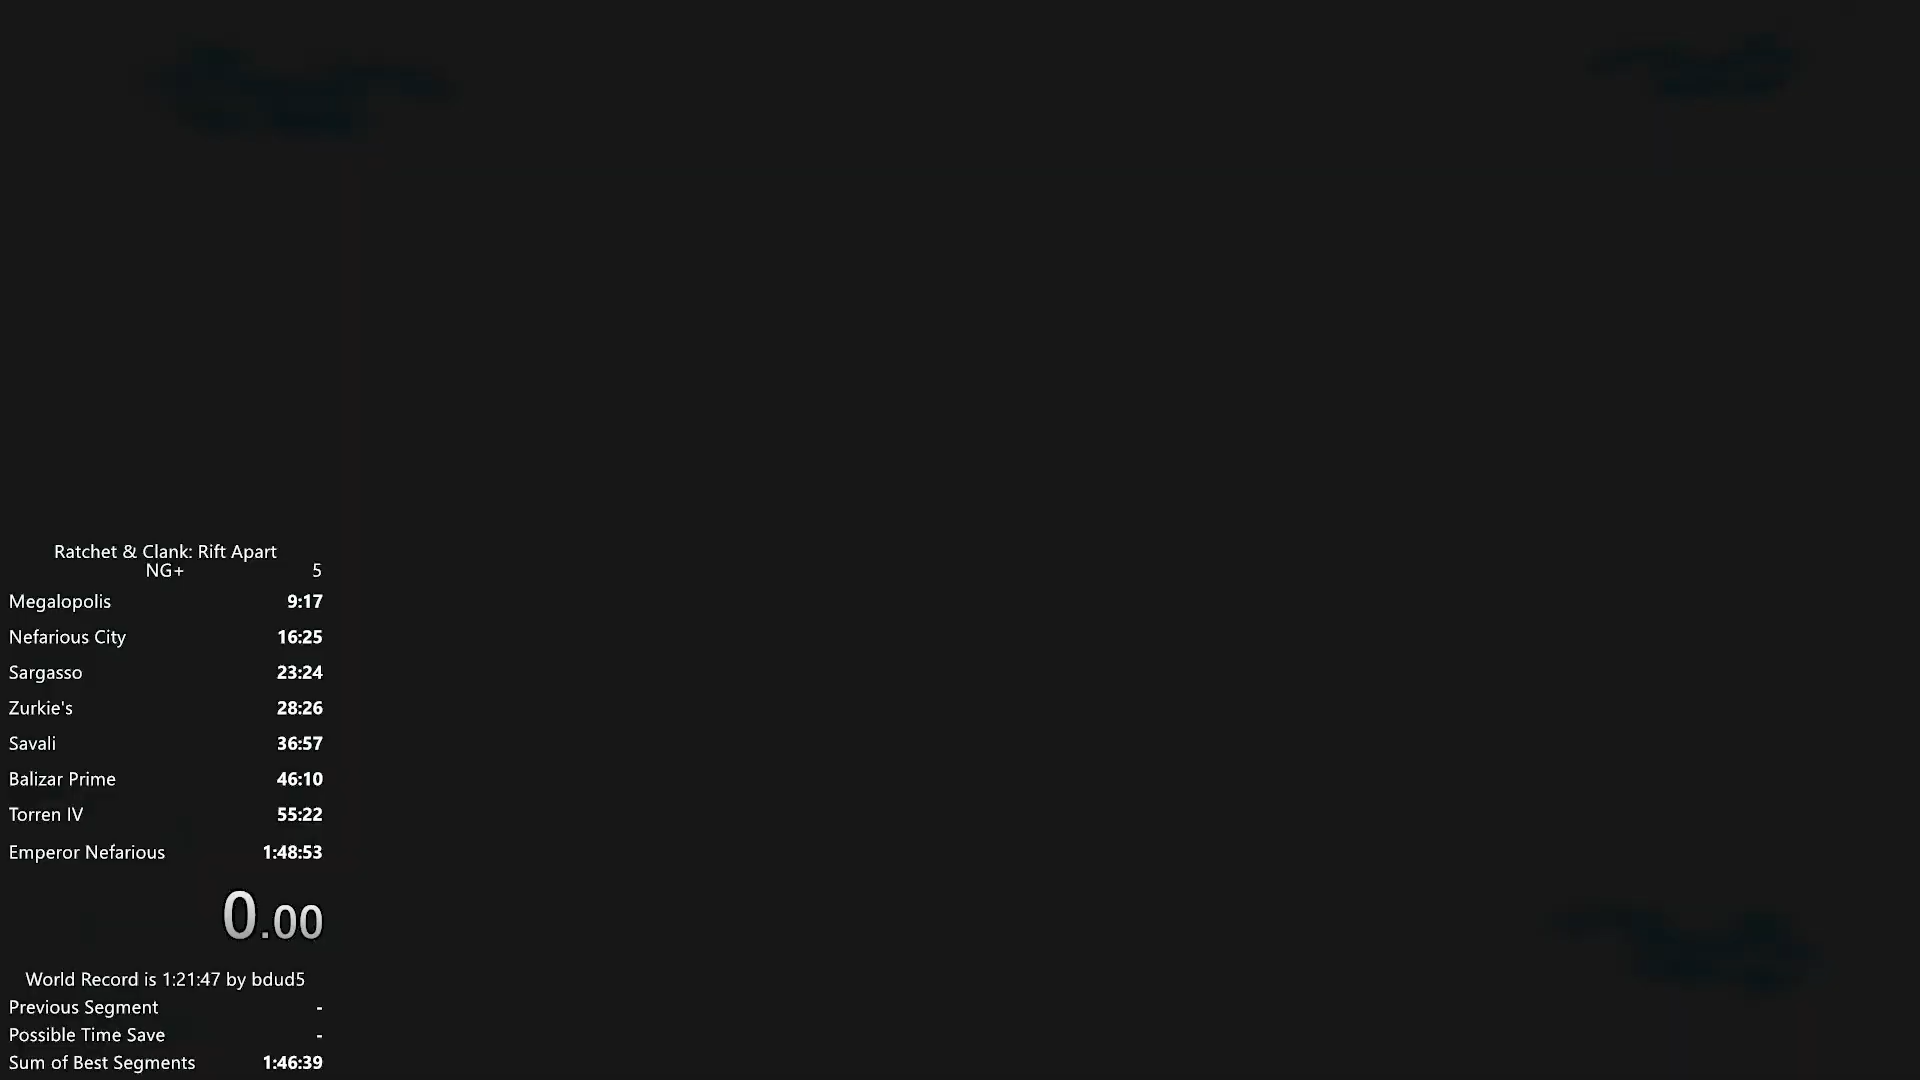 Ratchet & Clank: Rift Apart
NG+ 5
Megalopolis 9:17
Nefarious City 16:25
Sargasso 23:24
Zurkie's 28:26
Savali 36:57
Balizar Prime 46:10
Torren IV 55:22
Emperor Nefarious 1:48:53
0.00
World Record is 1:21:47 by bdud5
Previous Segment -
Possible Time Save -
Sum of Best Segments 1:46:39